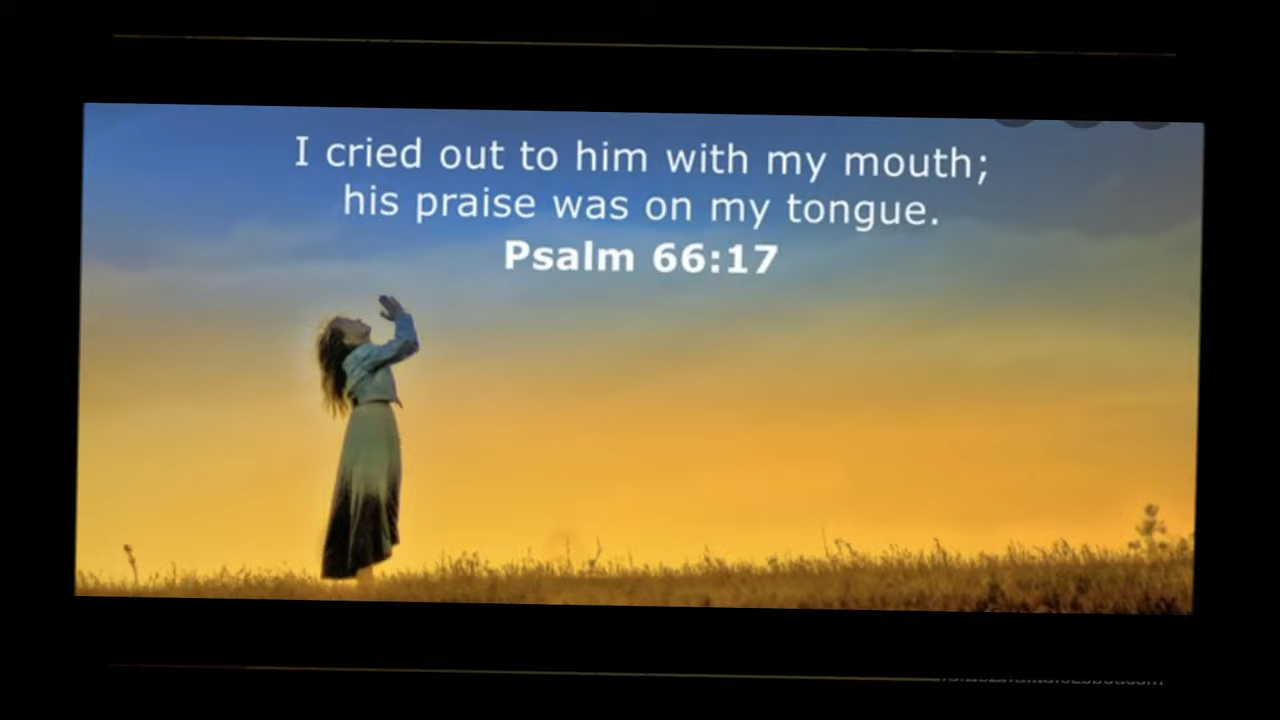 I cried out to him with my mouth;
his praise was on my tongue.
Psalm 66:17